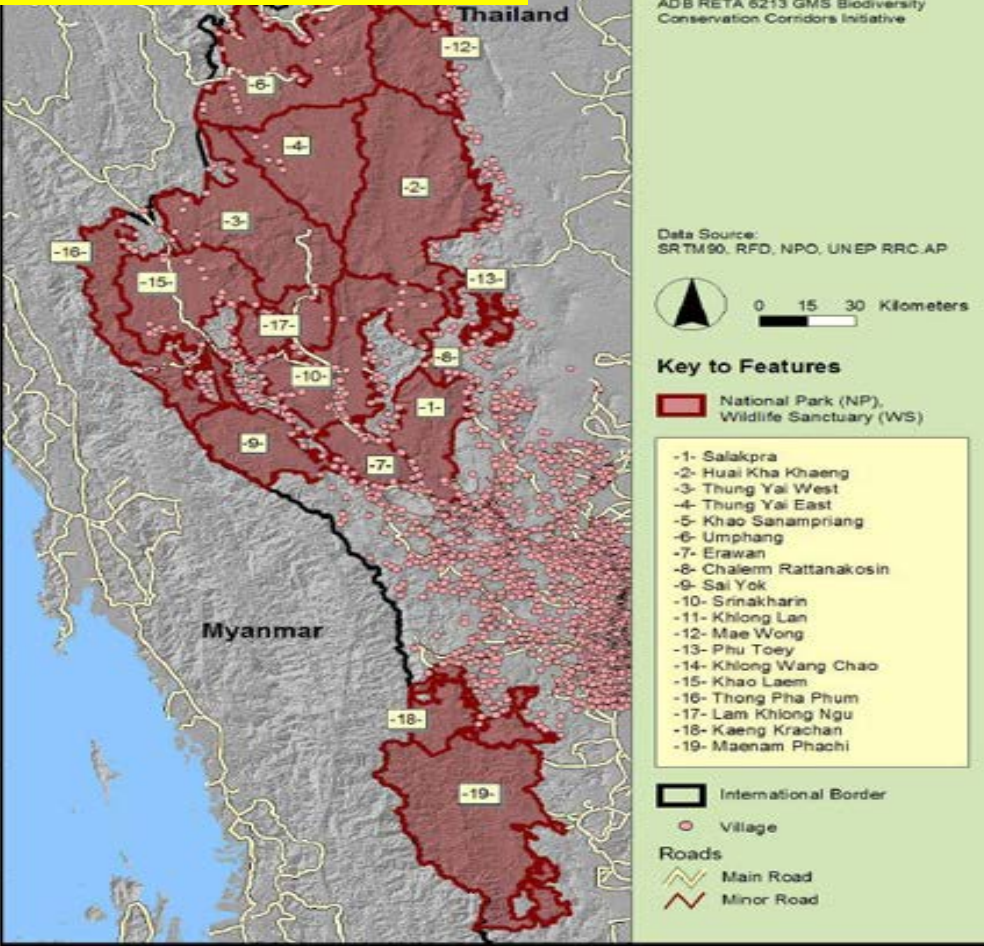 Thailand
ADB RETA 6213 GMS Biodiversity
Conservation Corridors Initiative
-12-
-6-
-4-
-2-
-3-
-16-
-15-
-13-
-17-
-8-
-10-
-1-
-9-
-7-
Myanmar
-18-
-19-
Data Source:
SRTM90, RFD, NPO, UNEP RRC.AP
0 15 30 Kilometers
Key to Features
National Park (NP),
Wildlife Sanctuary (WS)
-1- Salakpra
-2- Huai Kha Khaeng
-3- Thung Yai West
-4- Thung Yai East
-5- Khao Sanampriang
-6- Umphang
-7- Erawan
-8- Chalerm Rattanakosin
-9- Sai Yok
-10- Srinakharin
-11- Khlong Lan
-12- Mae Wong
-13- Phu Toey
-14- Khlong Wang Chao
-15- Khao Laem
-16- Thong Pha Phum
-17- Lam Khlong Ngu
-18- Kaeng Krachan
-19- Maenam Phachi
International Border
Village
Roads
Main Road
Minor Road